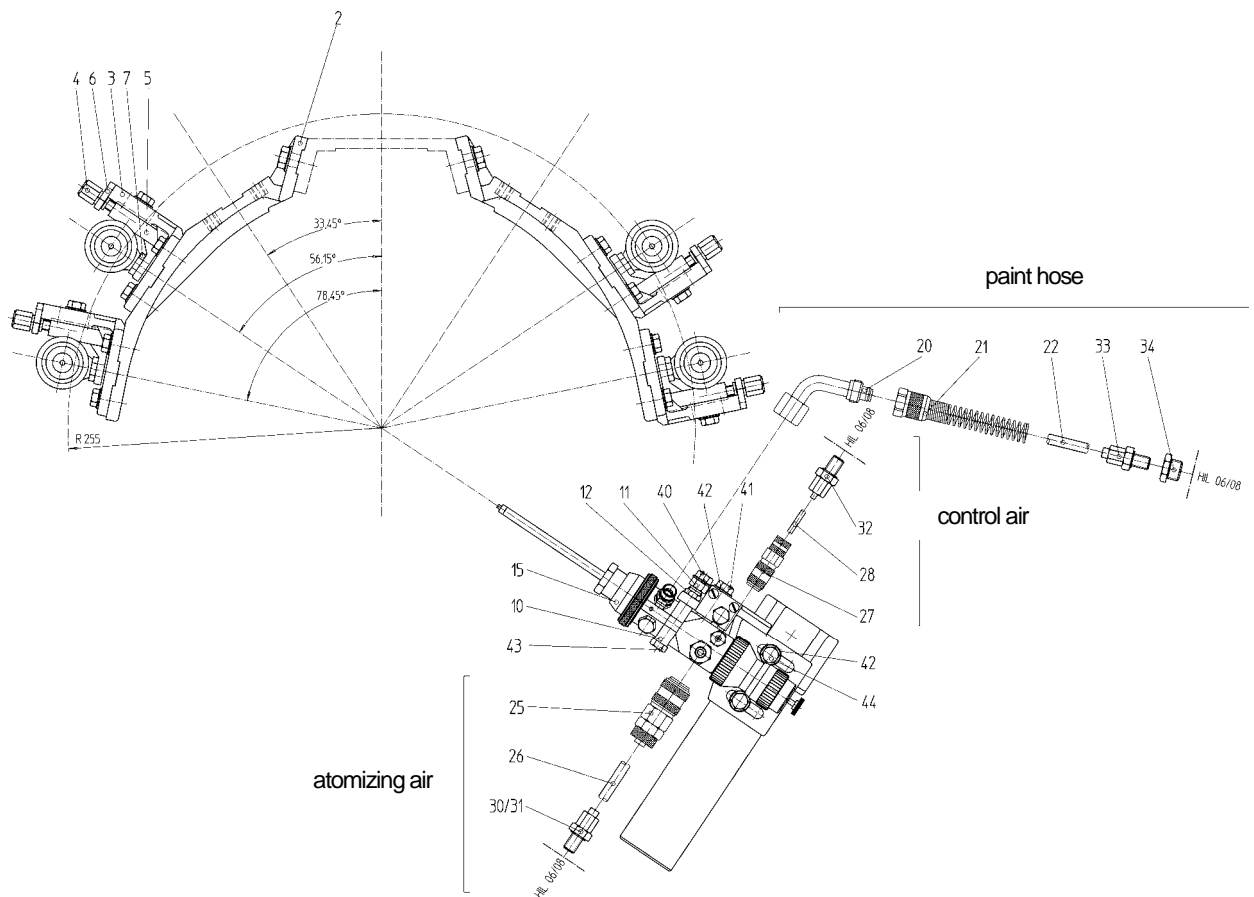 2
4 6 3 7 5
33,45°
56,15°
78,45°
R 255
paint hose
20 21 22 33 34
HIL 06/08
HIL 06/08
control air
12 11 40 42 41
32
28
27
15
10
43
42
44
25
26
atomizing air
30/31
HIL 06/08